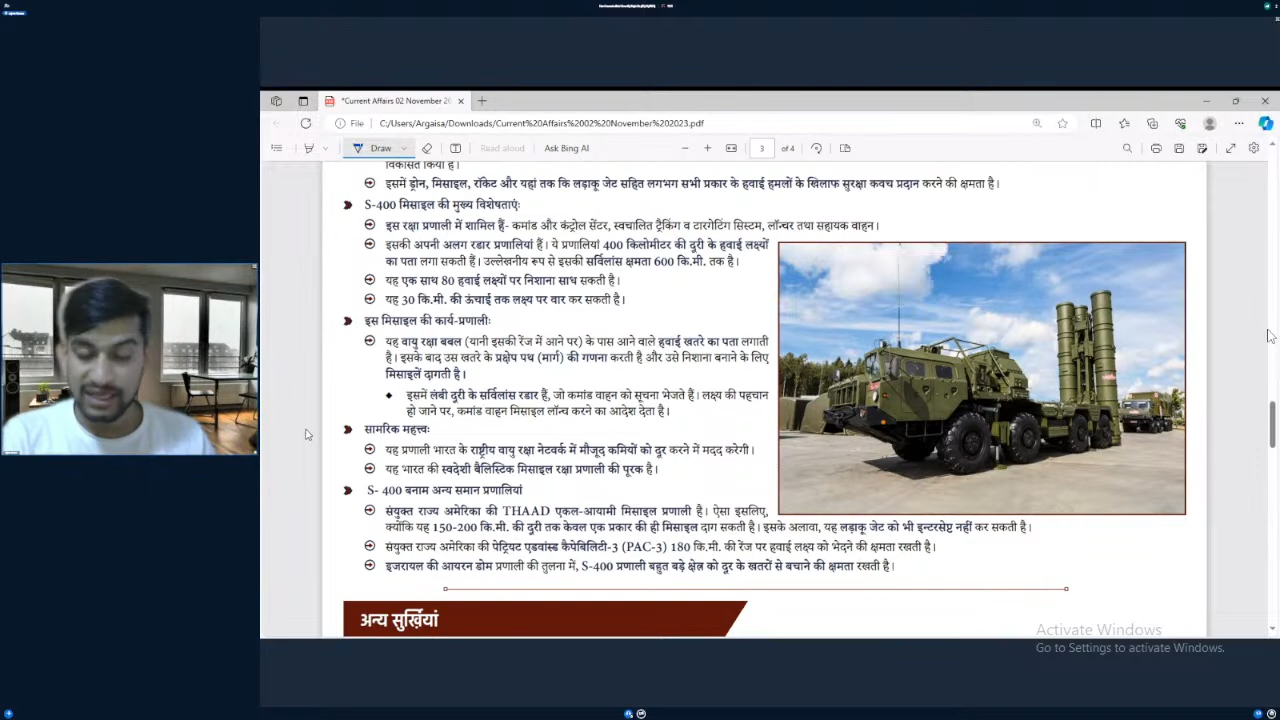 *Current Affairs 02 November 20
File
C:/Users/Argaisa/Downloads/Current%20Affairs%2002%20November%202023.pdf
Draw
Read aloud
Ask Bing AI
3
of 4
विकसित किया है।
इसमें ड्रोन, मिसाइल, रॉकेट और यहां तक कि लड़ाकू जेट सहित लगभग सभी प्रकार के हवाई हमलों के खिलाफ सुरक्षा कवच प्रदान करने की क्षमता है।
S-400 मिसाइल की मुख्य विशेषताएं:
इस रक्षा प्रणाली में शामिल हैं- कमांड और कंट्रोल सेंटर, स्वचालित ट्रैकिंग व टारगेटिंग सिस्टम, लॉन्चर तथा सहायक वाहन।
इसकी अपनी अलग रडार प्रणालियां हैं। ये प्रणालियां 400 किलोमीटर की दूरी के हवाई लक्ष्यों
का पता लगा सकती हैं। उल्लेखनीय रूप से इसकी सर्विलांस क्षमता 600 कि.मी. तक है।
यह एक साथ 80 हवाई लक्ष्यों पर निशाना साध सकती है।
यह 30 कि.मी. की ऊंचाई तक लक्ष्य पर वार कर सकती है।
इस मिसाइल की कार्य-प्रणाली:
यह वायु रक्षा बबल (यानी इसकी रेंज में आने पर) के पास आने वाले हवाई खतरे का पता लगाती
है। इसके बाद उस खतरे के प्रक्षेप पथ (मार्ग) की गणना करती है और उसे निशाना बनाने के लिए
मिसाइलें दागती है।
इसमें लंबी दूरी के सर्विलांस रडार हैं, जो कमांड वाहन को सूचना भेजते हैं। लक्ष्य की पहचान
हो जाने पर, कमांड वाहन मिसाइल लॉन्च करने का आदेश देता है।
सामरिक महत्त्व:
यह प्रणाली भारत के राष्ट्रीय वायु रक्षा नेटवर्क में मौजूद कमियों को दूर करने में मदद करेगी।
यह भारत की स्वदेशी बैलिस्टिक मिसाइल रक्षा प्रणाली की पूरक है।
S- 400 बनाम अन्य समान प्रणालियां
संयुक्त राज्य अमेरिका की THAAD एकल-आयामी मिसाइल प्रणाली है। ऐसा इसलिए,
क्योंकि यह 150-200 कि.मी. की दूरी तक केवल एक प्रकार की ही मिसाइल दाग सकती है। इसके अलावा, यह लड़ाकू जेट को भी इन्टरसेप्ट नहीं कर सकती है।
संयुक्त राज्य अमेरिका की पेट्रियट एडवांस्ड कैपेबिलिटी-3 (PAC-3) 180 कि.मी. की रेंज पर हवाई लक्ष्य को भेदने की क्षमता रखती है।
इजरायल की आयरन डोम प्रणाली की तुलना में, S-400 प्रणाली बहुत बड़े क्षेत्र को दूर के खतरों से बचाने की क्षमता रखती है।
अन्य सुर्ख़ियां
Activate Windows
Go to Settings to activate Windows.